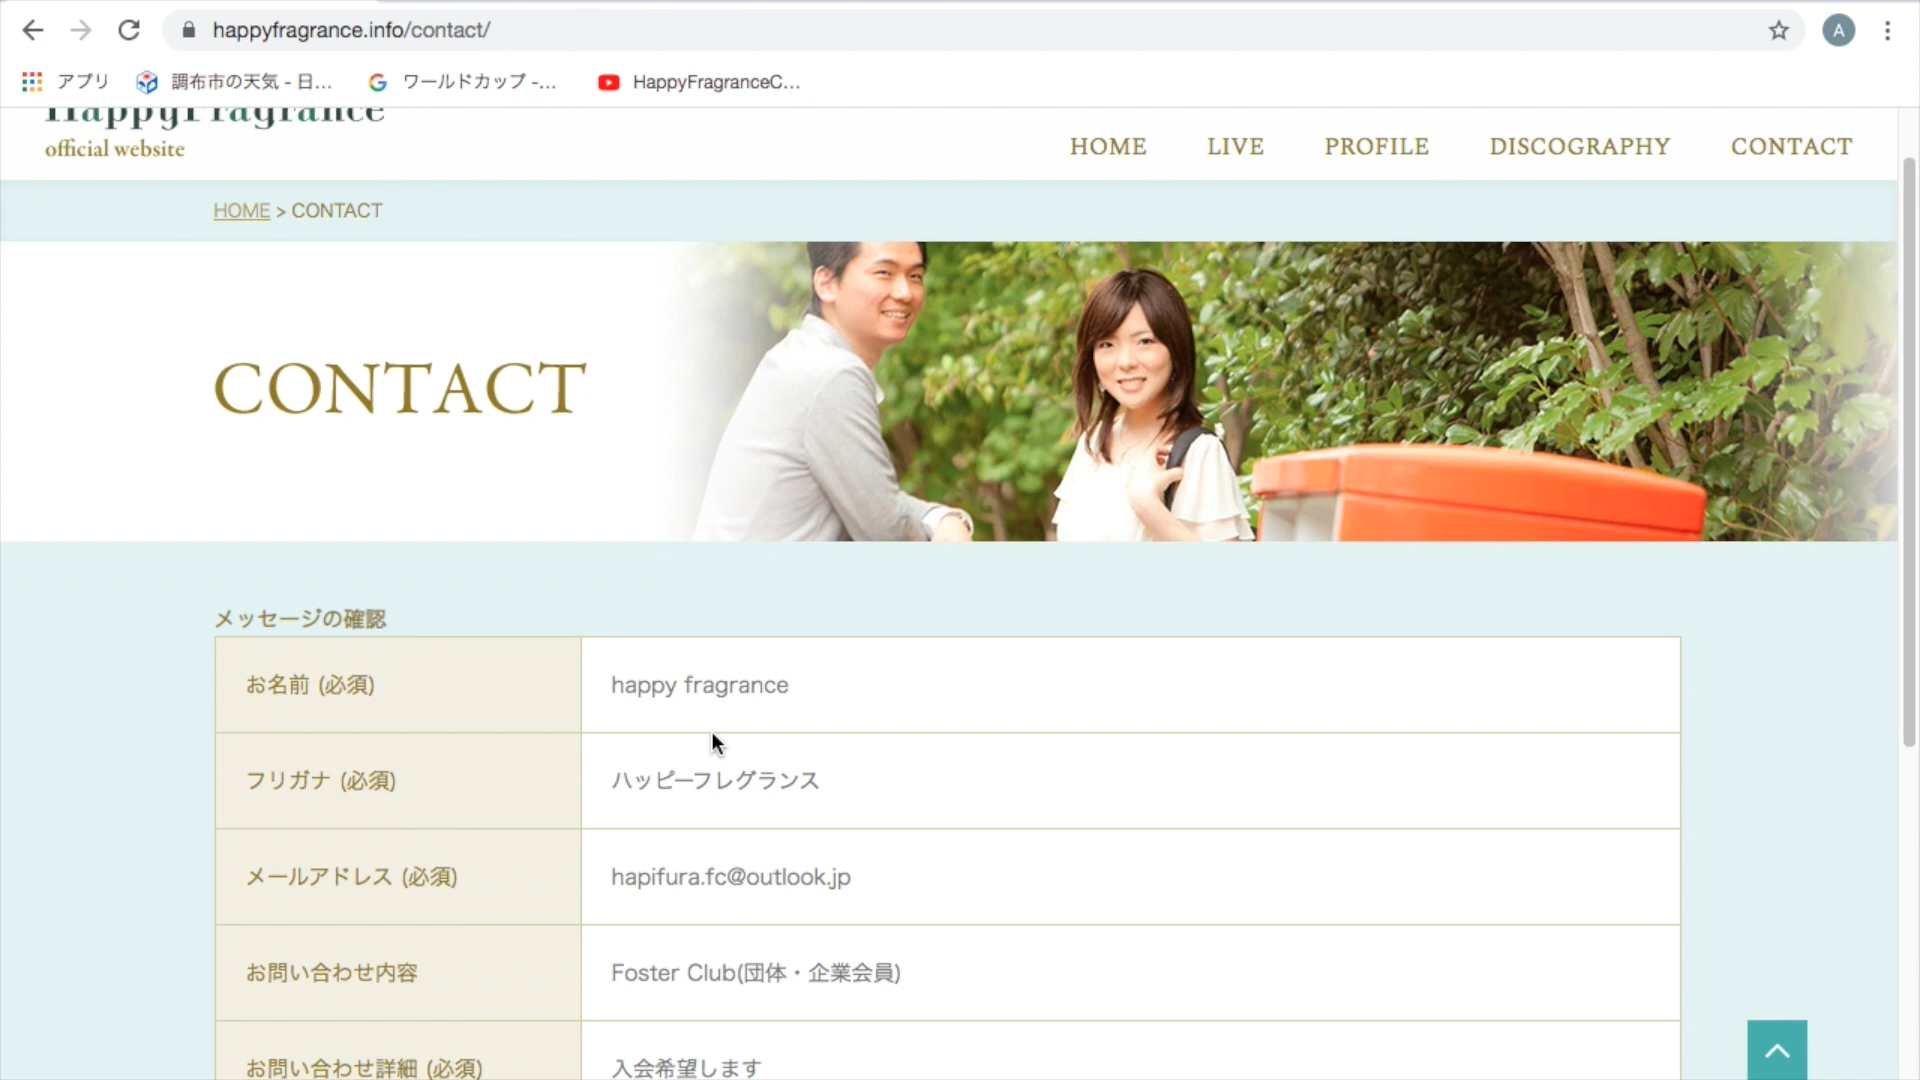 happyfragrance.info/contact/
A
アプリ
調布市の天気 - 日...
ワールドカップ -...
HappyFragranceC...
HappyFragrance
official website
HOME
LIVE
PROFILE
DISCOGRAPHY
CONTACT
HOME > CONTACT
CONTACT
メッセージの確認
お名前 (必須)
happy fragrance
フリガナ (必須)
ハッピーフレグランス
メールアドレス (必須)
hapifura.fc@outlook.jp
お問い合わせ内容
Foster Club(団体・企業会員)
お問い合わせ詳細 (必須)
入会希望します